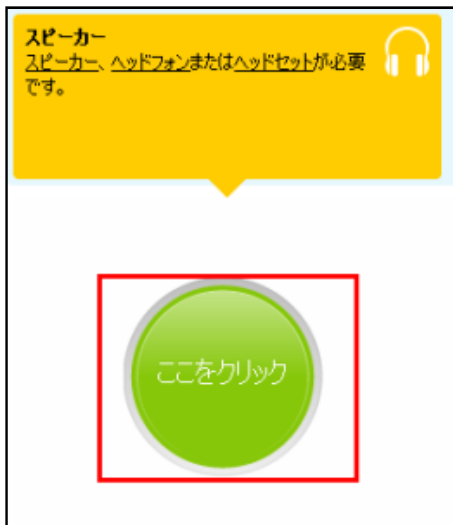 スピーカー
スピーカー、ヘッドフォンまたはヘッドセットが必要
です。
ここをクリック